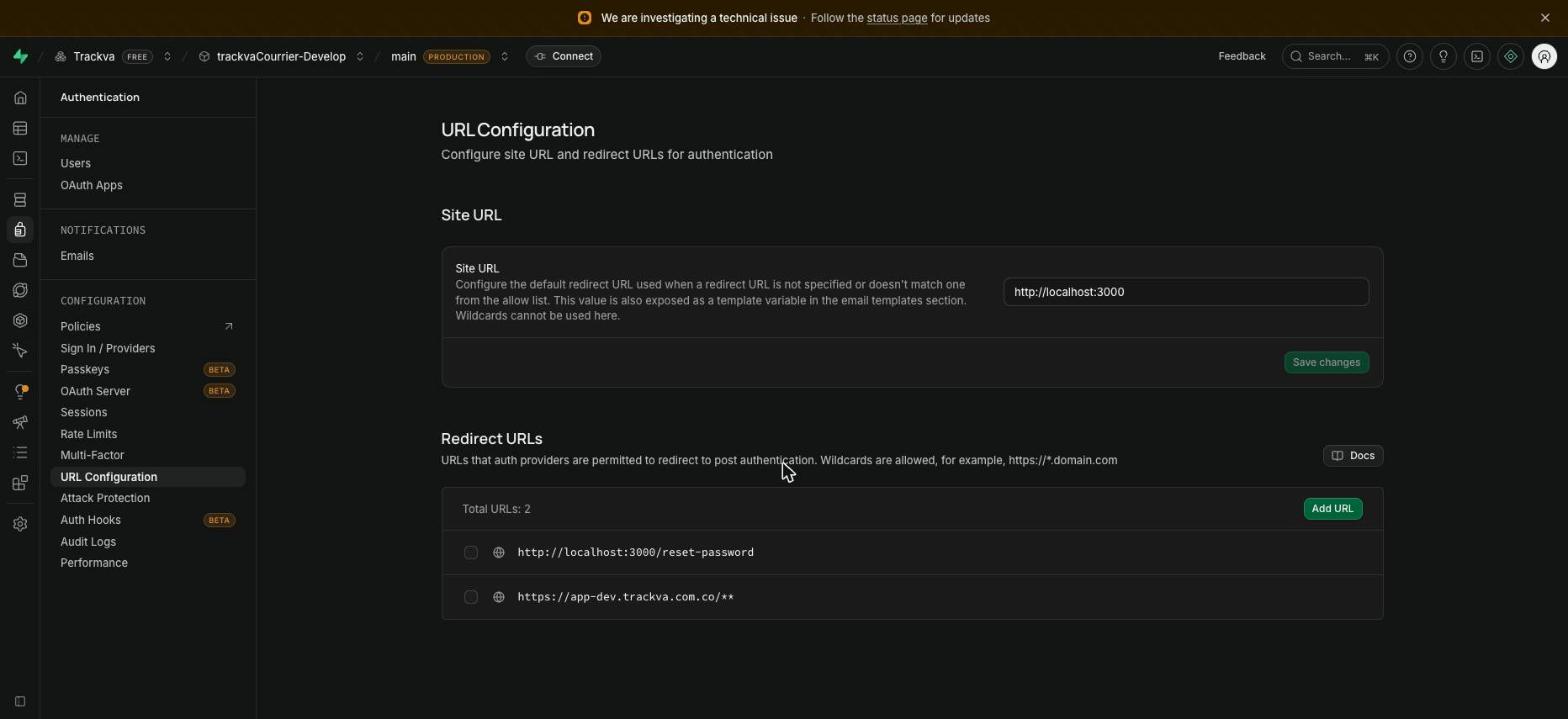 We are investigating a technical issue · Follow the status page for updates
Trackva FREE / trackvaCourrier-Develop / main PRODUCTION Connect Feedback Search... ⌘K
Authentication
MANAGE
Users
OAuth Apps
NOTIFICATIONS
Emails
CONFIGURATION
Policies
Sign In / Providers
Passkeys BETA
OAuth Server BETA
Sessions
Rate Limits
Multi-Factor
URL Configuration
Attack Protection
Auth Hooks BETA
Audit Logs
Performance
URL Configuration
Configure site URL and redirect URLs for authentication
Site URL
Site URL
Configure the default redirect URL used when a redirect URL is not specified or doesn't match one
from the allow list. This value is also exposed as a template variable in the email templates section.
Wildcards cannot be used here.
http://localhost:3000
Save changes
Redirect URLs
URLs that auth providers are permitted to redirect to post authentication. Wildcards are allowed, for example, https://*.domain.com
Docs
Total URLs: 2
Add URL
http://localhost:3000/reset-password
https://app-dev.trackva.com.co/**